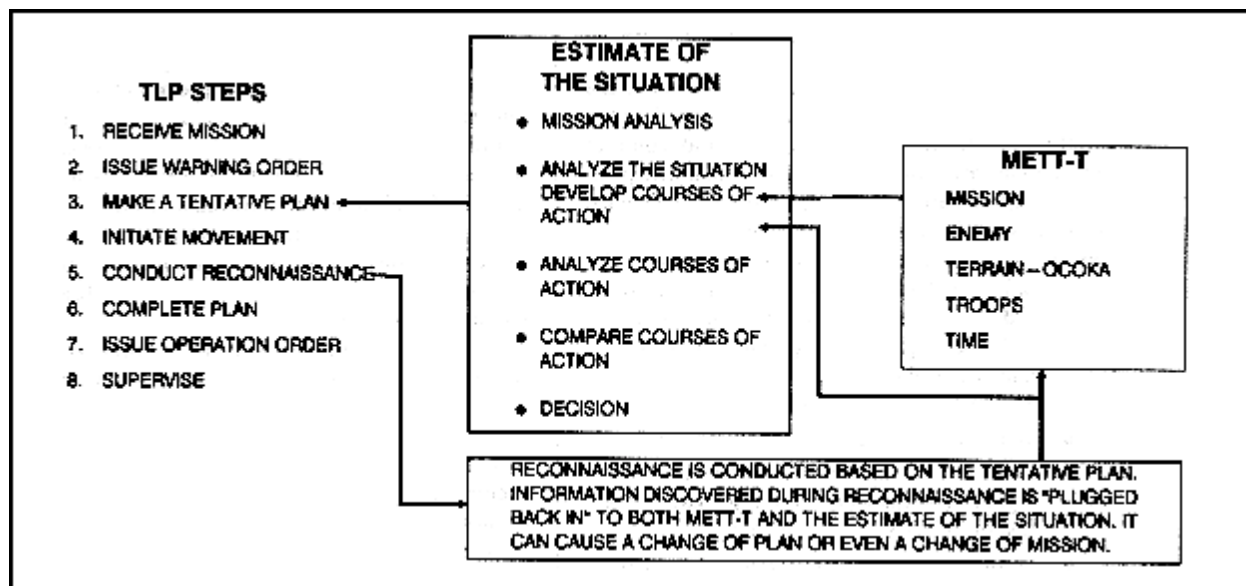 TLP STEPS
1. RECEIVE MISSION
2. ISSUE WARNING ORDER
3. MAKE A TENTATIVE PLAN
4. INITIATE MOVEMENT
5. CONDUCT RECONNAISSANCE
6. COMPLETE PLAN
7. ISSUE OPERATION ORDER
8. SUPERVISE
ESTIMATE OF
THE SITUATION
• MISSION ANALYSIS
• ANALYZE THE SITUATION
DEVELOP COURSES OF
ACTION
• ANALYZE COURSES OF
ACTION
• COMPARE COURSES OF
ACTION
• DECISION
METT-T
MISSION
ENEMY
TERRAIN – OCOKA
TROOPS
TIME
RECONNAISSANCE IS CONDUCTED BASED ON THE TENTATIVE PLAN.
INFORMATION DISCOVERED DURING RECONNAISSANCE IS "PLUGGED
BACK IN" TO BOTH METT-T AND THE ESTIMATE OF THE SITUATION. IT
CAN CAUSE A CHANGE OF PLAN OR EVEN A CHANGE OF MISSION.